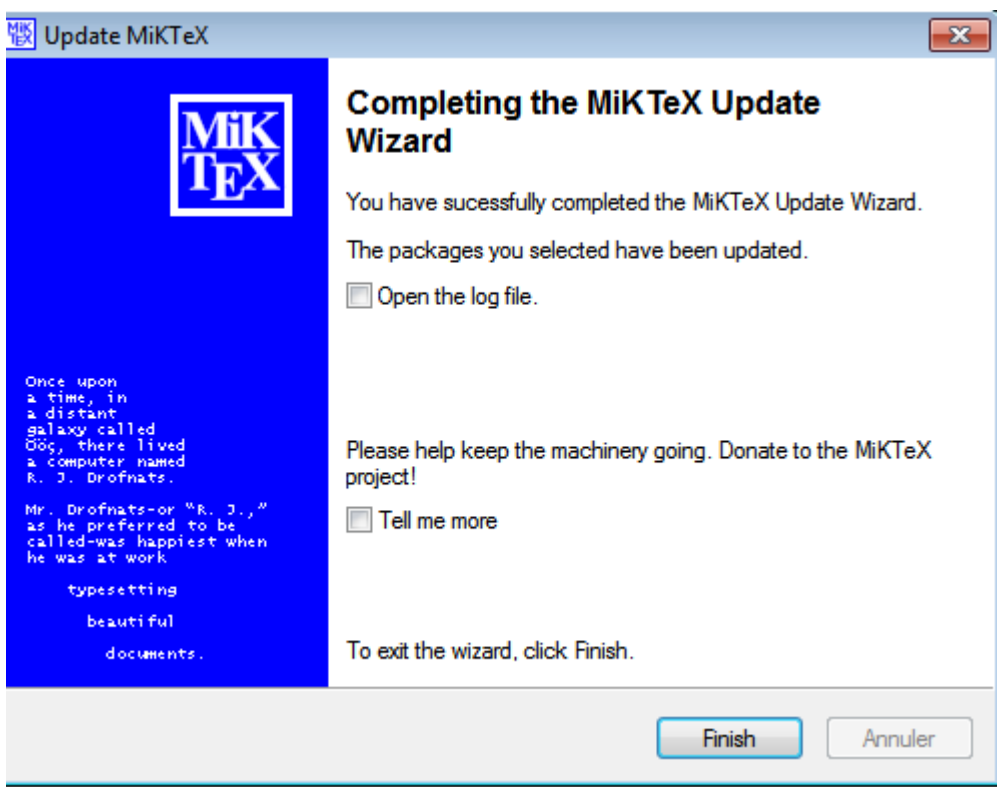 MiK
TEX
Update MiKTeX
MiK
TEX
Completing the MiKTeX Update
Wizard
You have sucessfully completed the MiKTeX Update Wizard.
The packages you selected have been updated.
Open the log file.
Once upon
a time, in
a distant
galaxy called
Ööç, there lived
a computer named
R. J. Drofnats.
Mr. Drofnats-or “R. J.,”
as he preferred to be
called-was happiest when
he was at work
typesetting
beautiful
documents.
Please help keep the machinery going. Donate to the MiKTeX
project!
Tell me more
To exit the wizard, click Finish.
Finish
Annuler